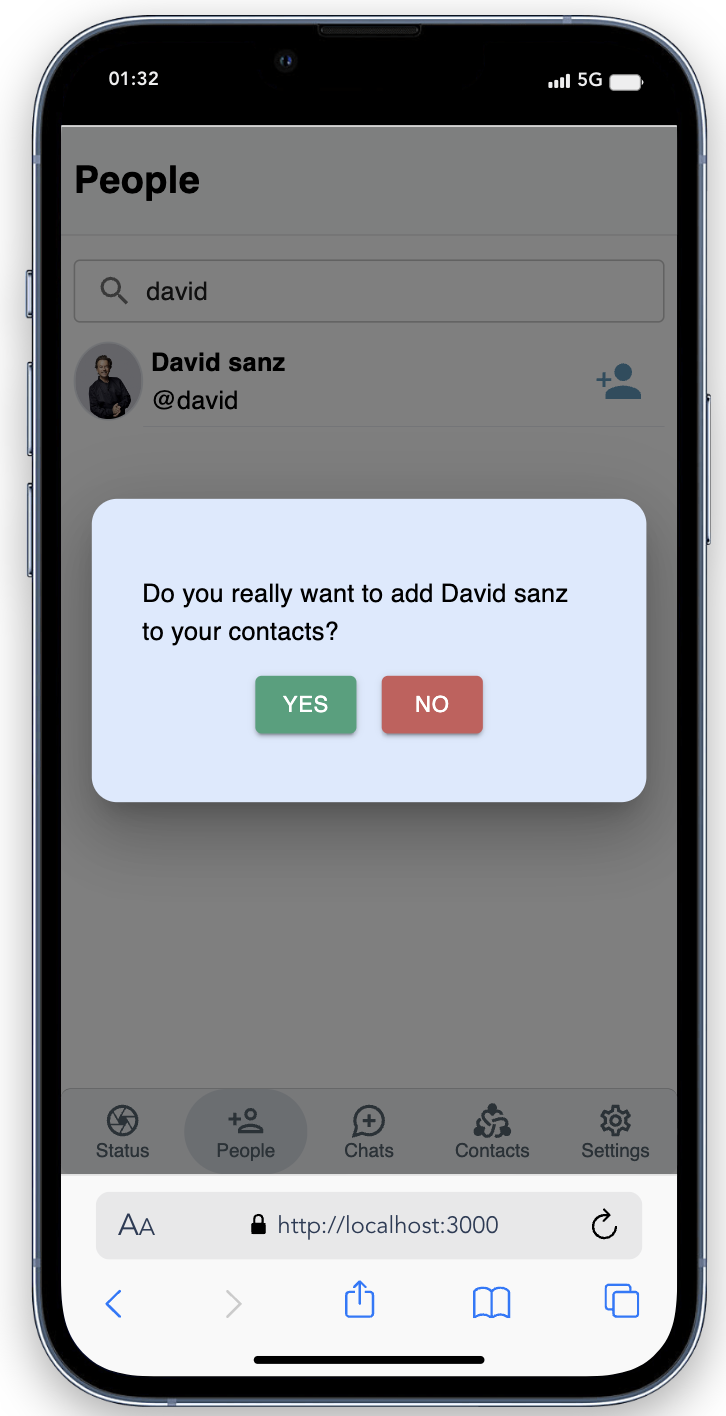 01:32 5G
People
david
David sanz
@david
Do you really want to add David sanz
to your contacts?
YES NO
Status People Chats Contacts Settings
AA http://localhost:3000